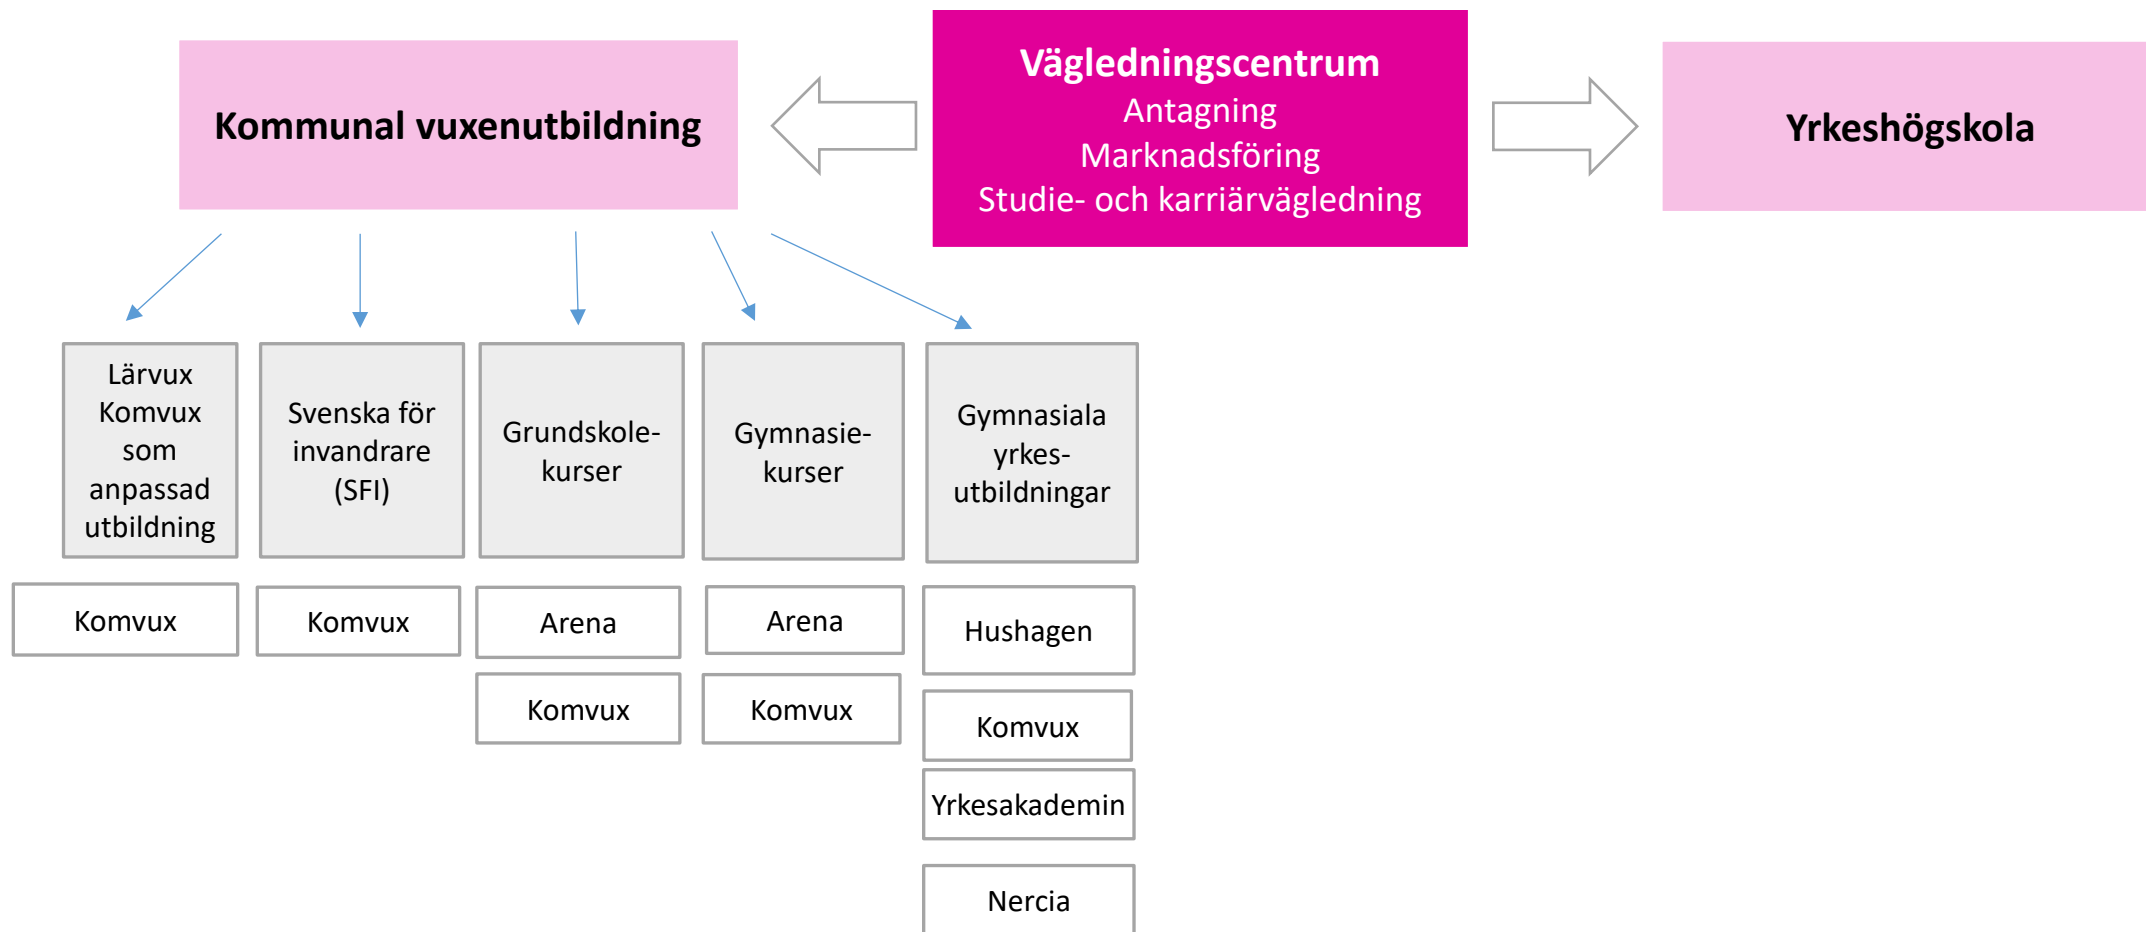 Kommunal vuxenutbildning
Vägledningscentrum
Antagning
Marknadsföring
Studie- och karriärvägledning
Yrkeshögskola
Lärvux
Komvux
som
anpassad
utbildning
Svenska för
invandrare
(SFI)
Grundskole-
kurser
Gymnasie-
kurser
Gymnasiala
yrkes-
utbildningar
Komvux
Komvux
Arena
Arena
Hushagen
Komvux
Komvux
Komvux
Yrkesakademin
Nercia